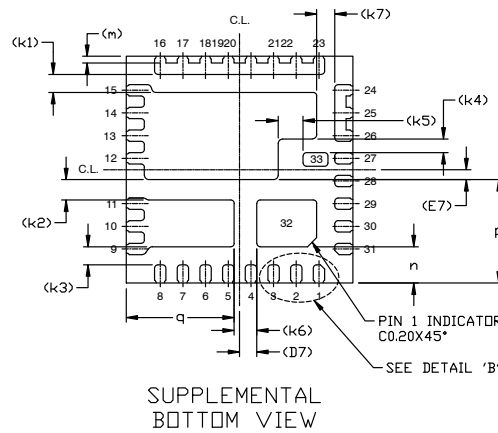 C.L.
(k7)
(m)
(k1)
16 17 18 19 20 21 22 23
15 24
14 25
13 26
12 33 27
C.L. 28
11 29
10 32 30
9 31
8 7 6 5 4 3 2 1
(k4)
(k5)
(E7)
(k2)
(k3)
n
q
(k6)
(D7)
PIN 1 INDICATOR
C0.20X45°
SEE DETAIL 'B'
SUPPLEMENTAL
BOTTOM VIEW